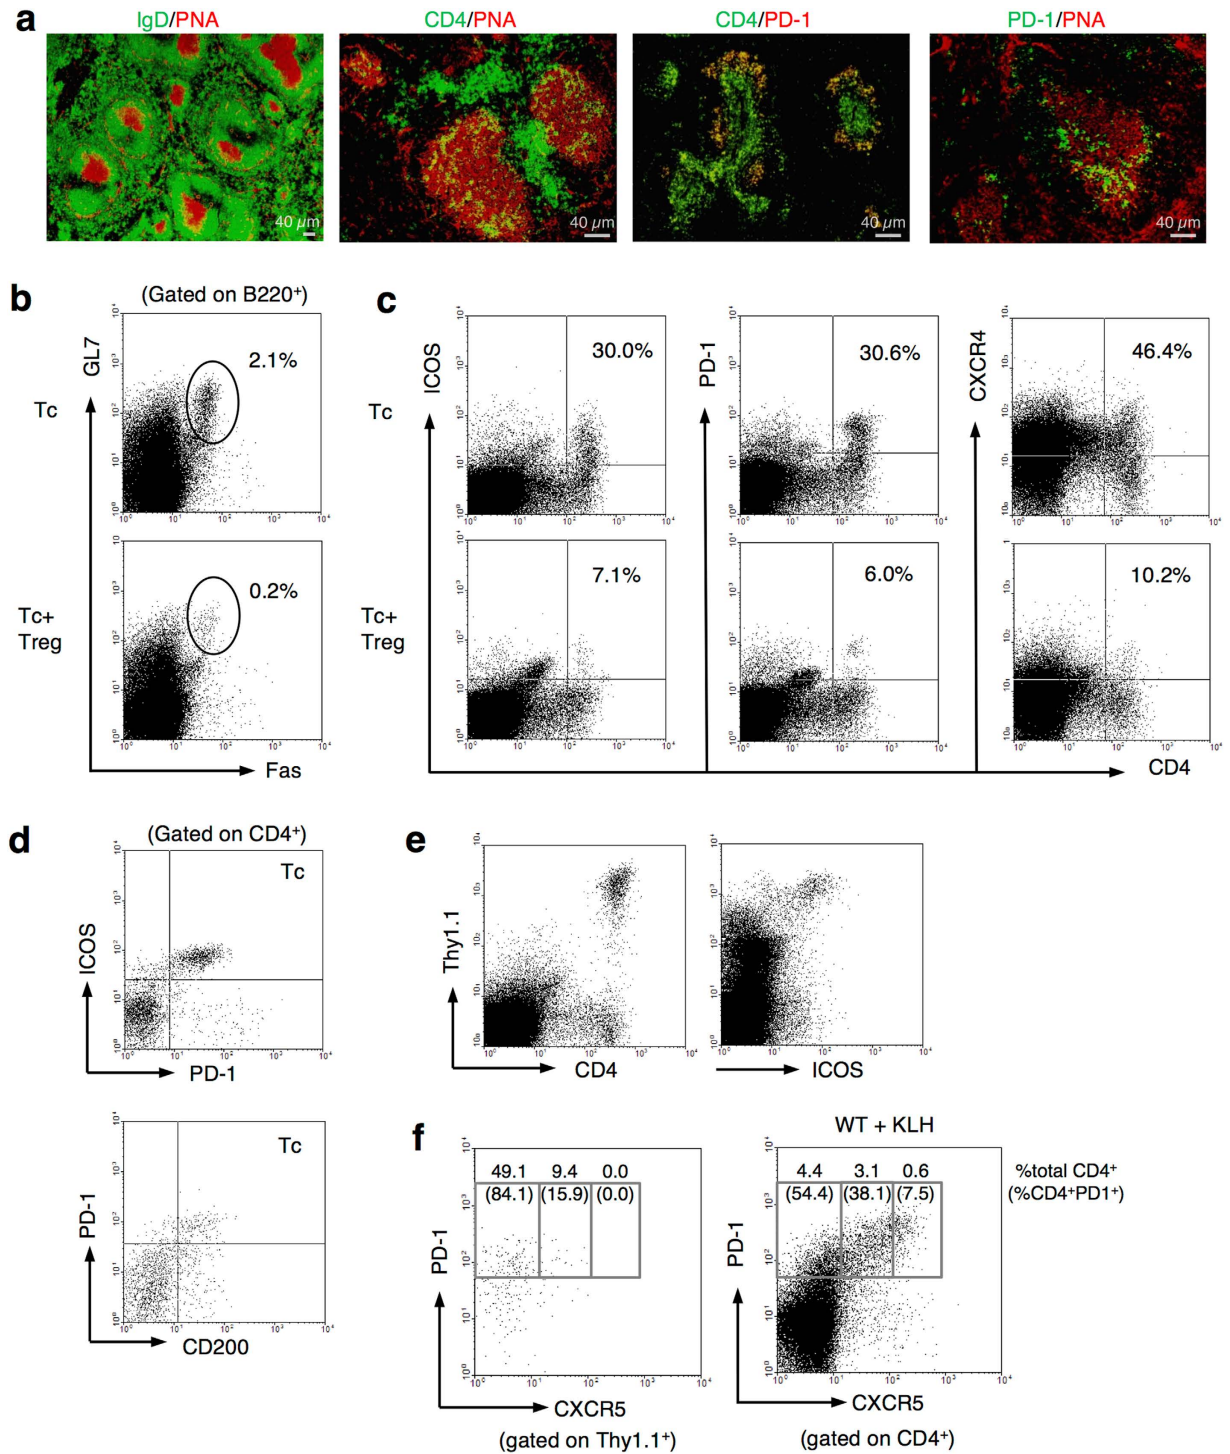 a
IgD/PNA
CD4/PNA
CD4/PD-1
PD-1/PNA
40 µm
40 µm
40 µm
40 µm
b
(Gated on B220⁺)
GL7
Tc
2.1%
Tc+
Treg
0.2%
Fas
c
ICOS
Tc
30.0%
PD-1
30.6%
CXCR4
46.4%
Tc+
Treg
7.1%
6.0%
10.2%
CD4
d
(Gated on CD4⁺)
Tc
ICOS
PD-1
Tc
PD-1
CD200
e
Thy1.1
CD4
ICOS
f
49.1 9.4 0.0
(84.1) (15.9) (0.0)
PD-1
CXCR5
(gated on Thy1.1⁺)
WT + KLH
4.4 3.1 0.6
%total CD4⁺
(54.4) (38.1) (7.5)
(%CD4⁺PD1⁺)
PD-1
CXCR5
(gated on CD4⁺)